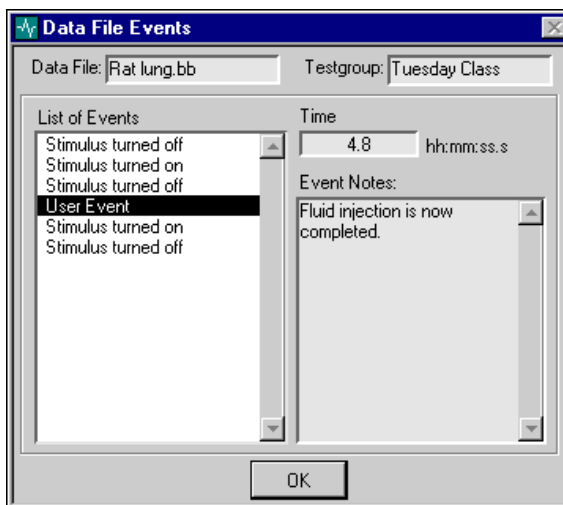 Data File Events
Data File: Rat lung.bb Testgroup: Tuesday Class
List of Events
Stimulus turned off
Stimulus turned on
Stimulus turned off
User Event
Stimulus turned on
Stimulus turned off
Time
4.8 hh:mm:ss.s
Event Notes:
Fluid injection is now
completed.
OK